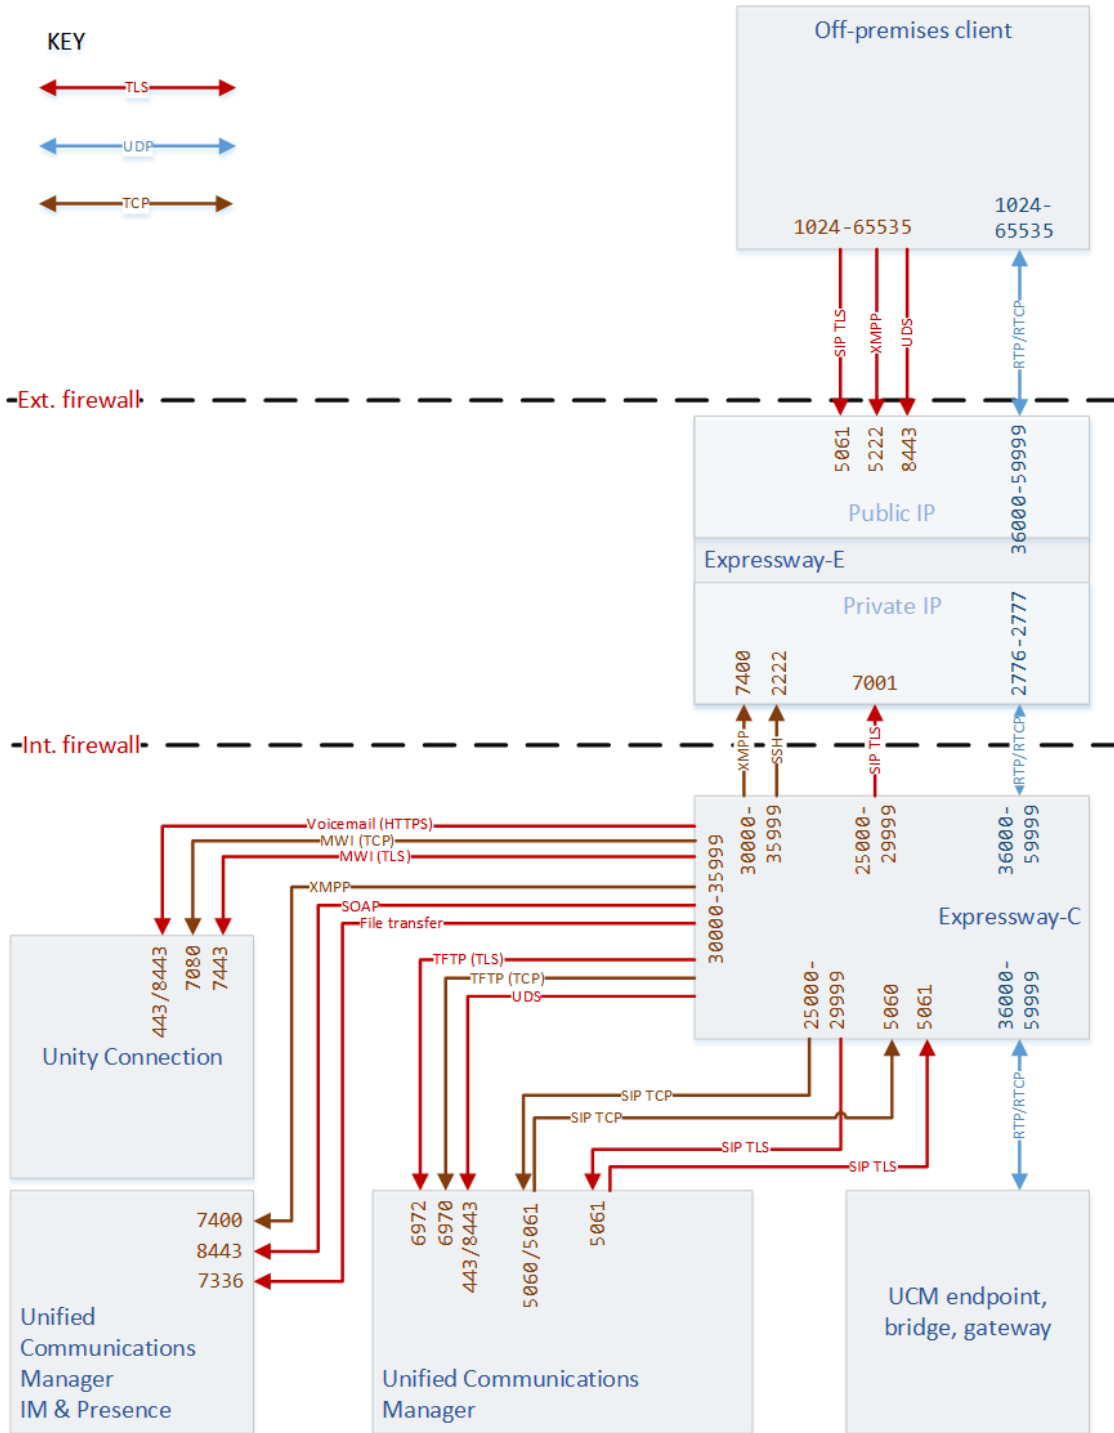 KEY
TLS
UDP
TCP
Off-premises client
1024-65535
1024-
65535
SIP TLS
XMPP
UDS
RTP/RTCP
Ext. firewall
5061
5222
8443
36000-59999
Public IP
Expressway-E
Private IP
7400
2222
7001
2776-2777
Int. firewall
XMPP
SSH
SIP TLS
RTP/RTCP
Voicemail (HTTPS)
MWI (TCP)
MWI (TLS)
XMPP
SOAP
File transfer
TFTP (TLS)
TFTP (TCP)
UDS
30000-35999
30000-
35999
25000-
29999
36000-
59999
Expressway-C
25000-
29999
5060
5061
36000-
59999
443/8443
7080
7443
Unity Connection
SIP TCP
SIP TCP
SIP TLS
SIP TLS
RTP/RTCP
7400
8443
7336
Unified
Communications
Manager
IM & Presence
6972
6970
443/8443
5060/5061
5061
Unified Communications
Manager
UCM endpoint,
bridge, gateway